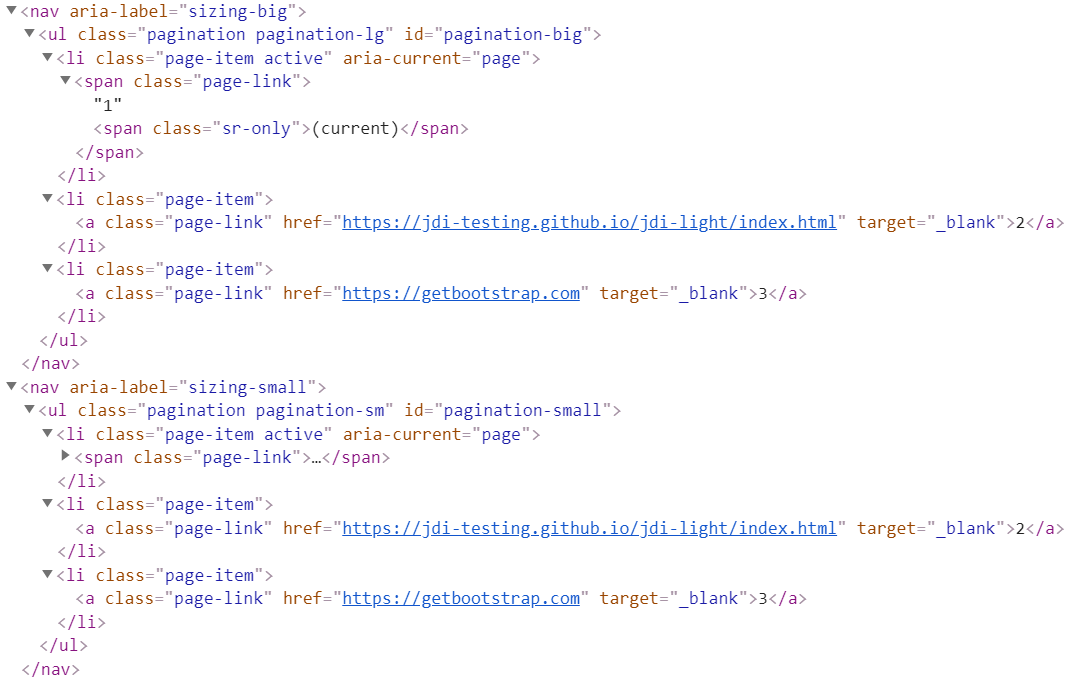 ▼<nav aria-label="sizing-big">
▼<ul class="pagination pagination-lg" id="pagination-big">
▼<li class="page-item active" aria-current="page">
▼<span class="page-link">
"1"
<span class="sr-only">(current)</span>
</span>
</li>
▼<li class="page-item">
<a class="page-link" href="https://jdi-testing.github.io/jdi-light/index.html" target="_blank">2</a>
</li>
▼<li class="page-item">
<a class="page-link" href="https://getbootstrap.com" target="_blank">3</a>
</li>
</ul>
</nav>
▼<nav aria-label="sizing-small">
▼<ul class="pagination pagination-sm" id="pagination-small">
▼<li class="page-item active" aria-current="page">
▶<span class="page-link">…</span>
</li>
▼<li class="page-item">
<a class="page-link" href="https://jdi-testing.github.io/jdi-light/index.html" target="_blank">2</a>
</li>
▼<li class="page-item">
<a class="page-link" href="https://getbootstrap.com" target="_blank">3</a>
</li>
</ul>
</nav>